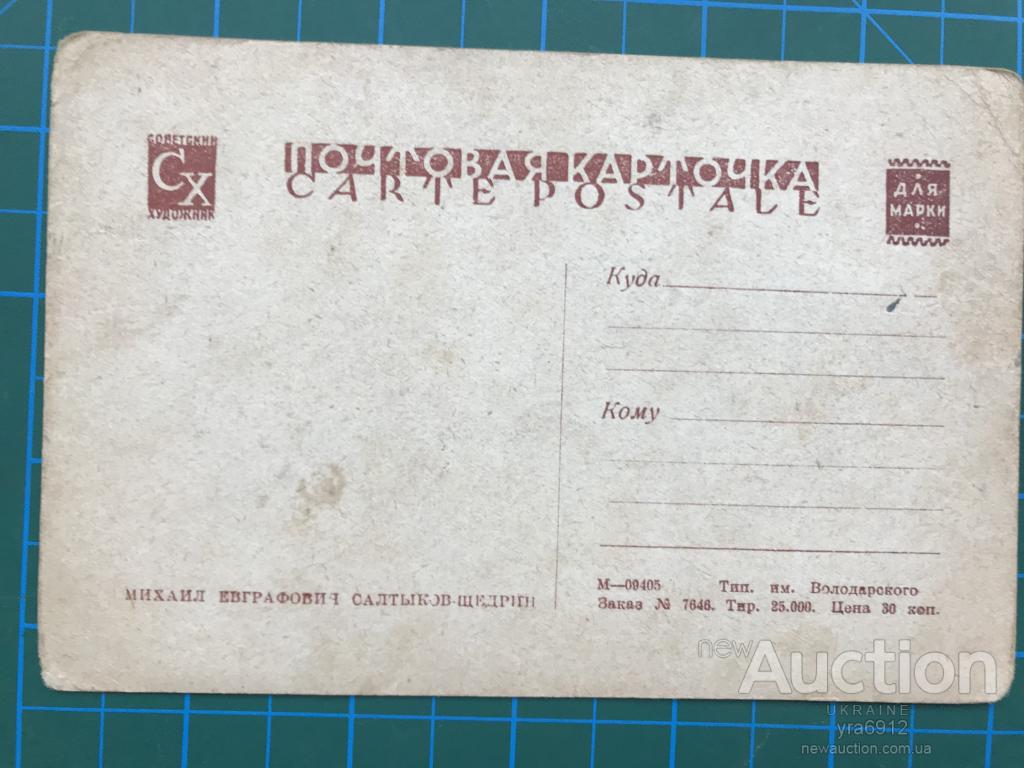 СОВЕТСКИЙ
СХ
ХУДОЖНИК
ПОЧТОВАЯ КАРТОЧКА
CARTE POSTALE
ДЛЯ
МАРКИ
Куда
Кому
МИХАИЛ ЕВГРАФОВИЧ САЛТЫКОВ-ЩЕДРИН
М—09405 Тип. им. Володарского
Заказ № 7646. Тир. 25.000. Цена 30 коп.
newAuction
UKRAINE
yra6912
newauction.com.ua